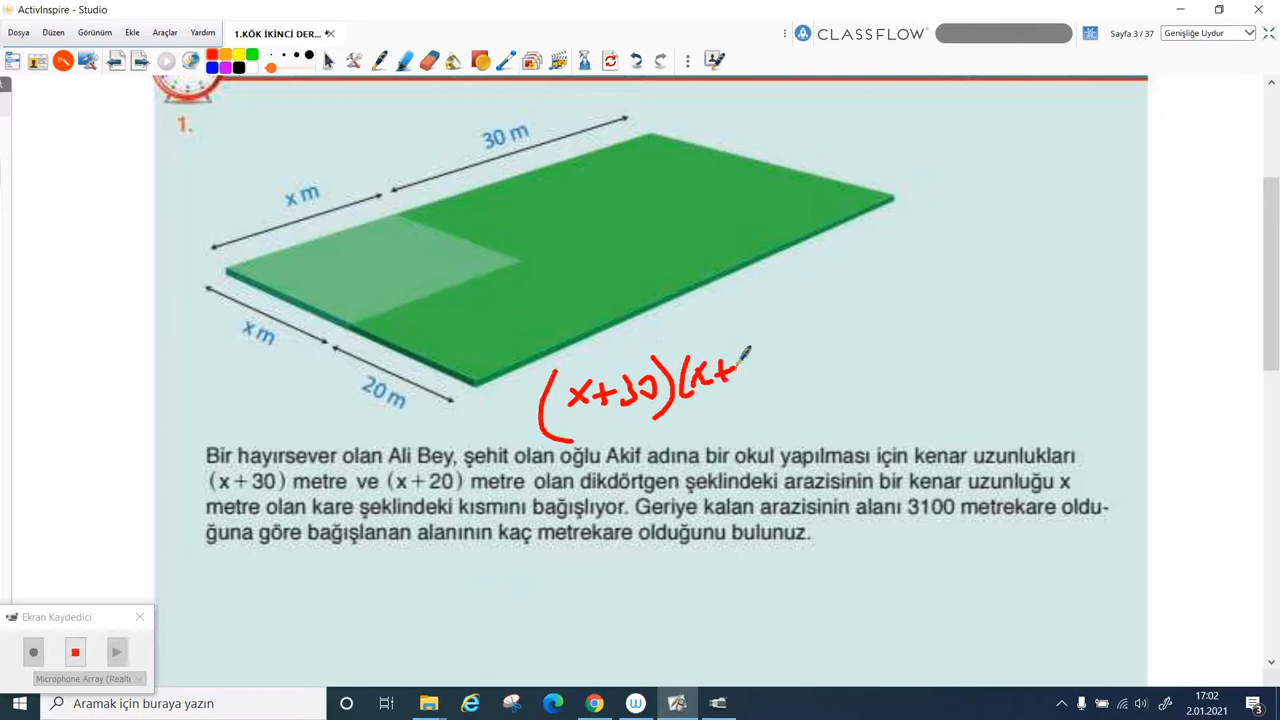 ActivInspire - Studio
Dosya Düzen Görünüm Ekle Araçlar Yardım
1.KÖK İKİNCİ DER...
CLASSFLOW
Sayfa 3 / 37
Genişliğe Uydur
1.
30 m
x m
x m
20 m
(x+30)(x+
Bir hayırsever olan Ali Bey, şehit olan oğlu Akif adına bir okul yapılması için kenar uzunlukları
(x+30) metre ve (x+20) metre olan dikdörtgen şeklindeki arazisinin bir kenar uzunluğu x
metre olan kare şeklindeki kısmını bağışlıyor. Geriye kalan arazisinin alanı 3100 metrekare oldu-
ğuna göre bağışlanan alanının kaç metrekare olduğunu bulunuz.
Ekran Kaydedici
Microphone Array (Realt
Aramak için buraya yazın
17:02
2.01.2021
3